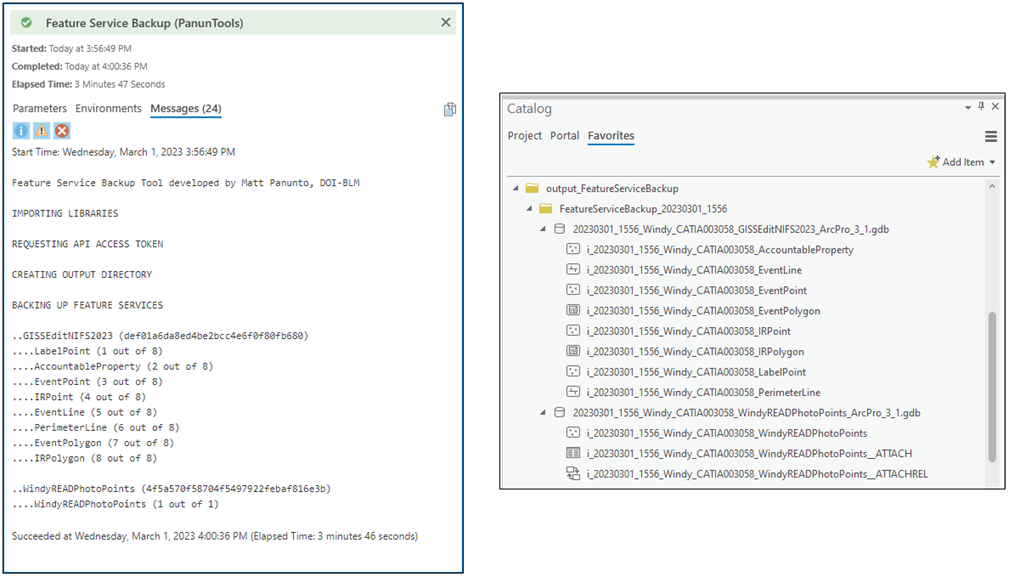 Feature Service Backup (PanunTools)
Started: Today at 3:56:49 PM
Completed: Today at 4:00:36 PM
Elapsed Time: 3 Minutes 47 Seconds
Parameters Environments Messages (24)
Start Time: Wednesday, March 1, 2023 3:56:49 PM
Feature Service Backup Tool developed by Matt Panunto, DOI-BLM
IMPORTING LIBRARIES
REQUESTING API ACCESS TOKEN
CREATING OUTPUT DIRECTORY
BACKING UP FEATURE SERVICES
..GISSEditNIFS2023 (def01a6da8ed4be2bcc4e6f0f80fb680)
....LabelPoint (1 out of 8)
....AccountableProperty (2 out of 8)
....EventPoint (3 out of 8)
....IRPoint (4 out of 8)
....EventLine (5 out of 8)
....PerimeterLine (6 out of 8)
....EventPolygon (7 out of 8)
....IRPolygon (8 out of 8)
..WindyREADPhotoPoints (4f5a570f58704f5497922febaf816e3b)
....WindyREADPhotoPoints (1 out of 1)
Succeeded at Wednesday, March 1, 2023 4:00:36 PM (Elapsed Time: 3 minutes 46 seconds)
Catalog
Project Portal Favorites
Add Item
output_FeatureServiceBackup
FeatureServiceBackup_20230301_1556
20230301_1556_Windy_CATIA003058_GISSEditNIFS2023_ArcPro_3_1.gdb
i_20230301_1556_Windy_CATIA003058_AccountableProperty
i_20230301_1556_Windy_CATIA003058_EventLine
i_20230301_1556_Windy_CATIA003058_EventPoint
i_20230301_1556_Windy_CATIA003058_EventPolygon
i_20230301_1556_Windy_CATIA003058_IRPoint
i_20230301_1556_Windy_CATIA003058_IRPolygon
i_20230301_1556_Windy_CATIA003058_LabelPoint
i_20230301_1556_Windy_CATIA003058_PerimeterLine
20230301_1556_Windy_CATIA003058_WindyREADPhotoPoints_ArcPro_3_1.gdb
i_20230301_1556_Windy_CATIA003058_WindyREADPhotoPoints
i_20230301_1556_Windy_CATIA003058_WindyREADPhotoPoints__ATTACH
i_20230301_1556_Windy_CATIA003058_WindyREADPhotoPoints__ATTACHREL